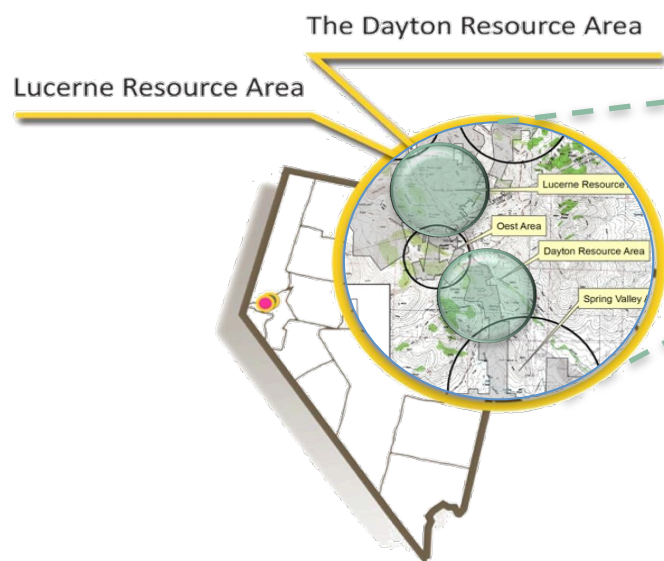 The Dayton Resource Area
Lucerne Resource Area
Lucerne Resource
Oest Area
Dayton Resource Area
Spring Valley